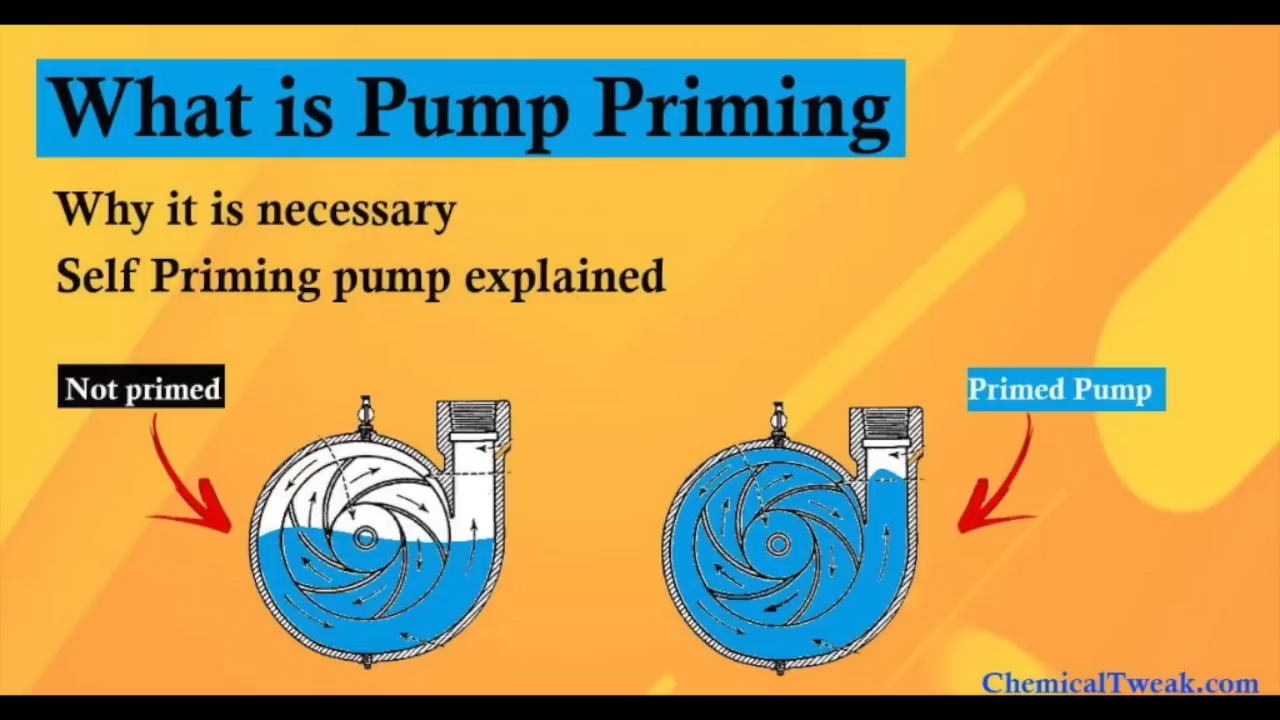 What is Pump Priming
Why it is necessary
Self Priming pump explained
Not primed
Primed Pump
ChemicalTweak.com